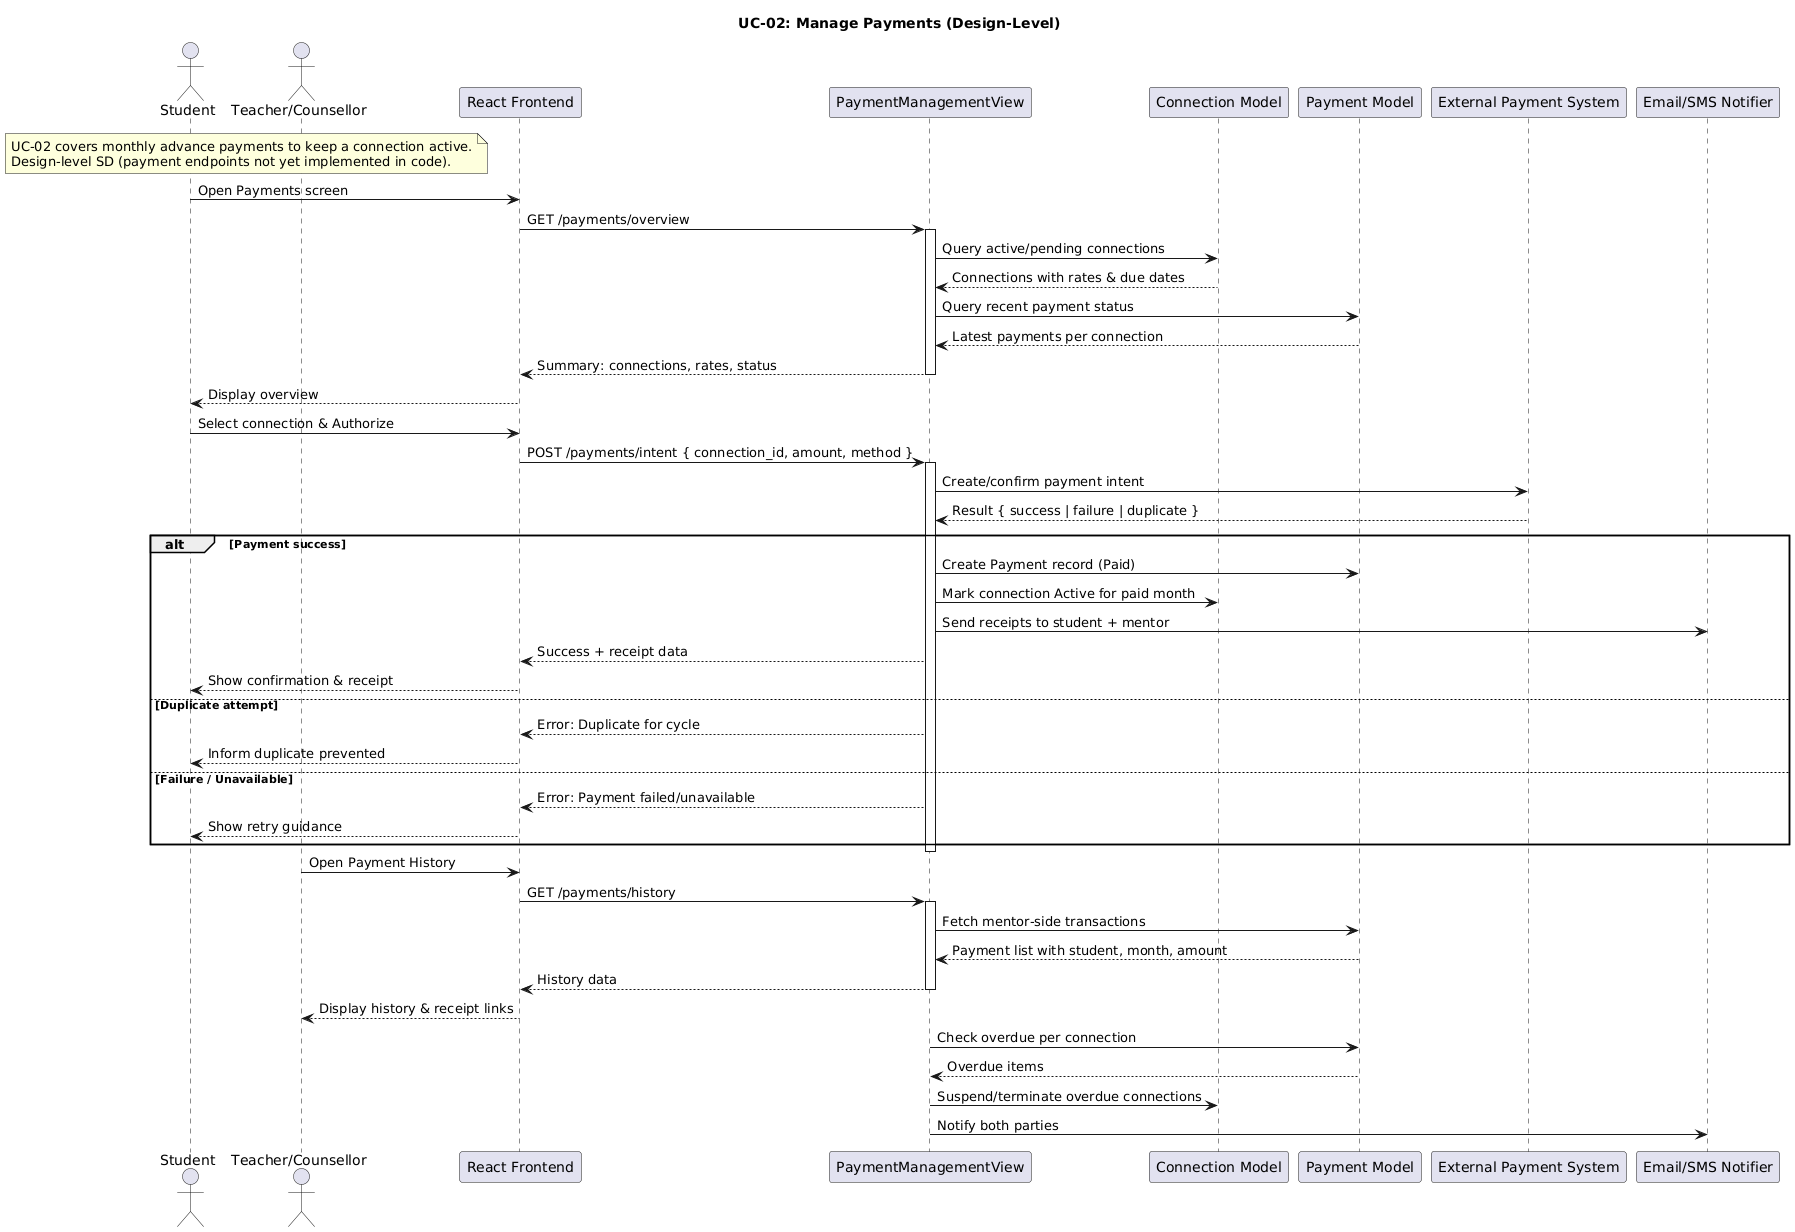 UC-02: Manage Payments (Design-Level)
Student
Teacher/Counsellor
React Frontend
PaymentManagementView
Connection Model
Payment Model
External Payment System
Email/SMS Notifier
UC-02 covers monthly advance payments to keep a connection active.
Design-level SD (payment endpoints not yet implemented in code).
Open Payments screen
GET /payments/overview
Query active/pending connections
Connections with rates & due dates
Query recent payment status
Latest payments per connection
Summary: connections, rates, status
Display overview
Select connection & Authorize
POST /payments/intent { connection_id, amount, method }
Create/confirm payment intent
Result { success | failure | duplicate }
alt
[Payment success]
Create Payment record (Paid)
Mark connection Active for paid month
Send receipts to student + mentor
Success + receipt data
Show confirmation & receipt
[Duplicate attempt]
Error: Duplicate for cycle
Inform duplicate prevented
[Failure / Unavailable]
Error: Payment failed/unavailable
Show retry guidance
Open Payment History
GET /payments/history
Fetch mentor-side transactions
Payment list with student, month, amount
History data
Display history & receipt links
Check overdue per connection
Overdue items
Suspend/terminate overdue connections
Notify both parties
Student
Teacher/Counsellor
React Frontend
PaymentManagementView
Connection Model
Payment Model
External Payment System
Email/SMS Notifier